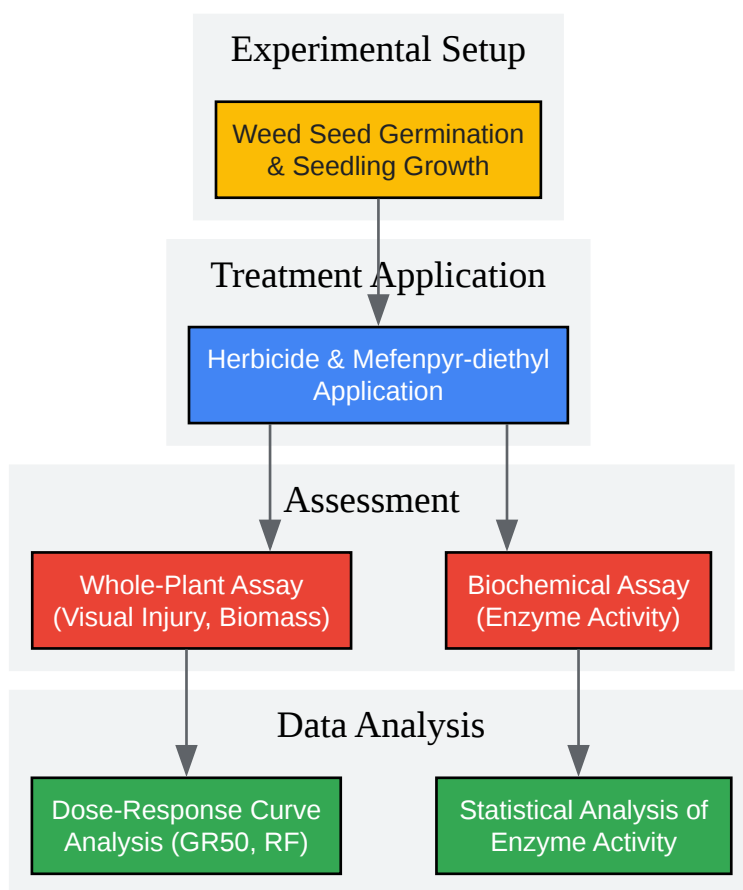 Experimental Setup
Weed Seed Germination
& Seedling Growth
Treatment Application
Herbicide & Mefenpyr-diethyl
Application
Assessment
Whole-Plant Assay
(Visual Injury, Biomass)
Biochemical Assay
(Enzyme Activity)
Data Analysis
Dose-Response Curve
Analysis (GR50, RF)
Statistical Analysis of
Enzyme Activity